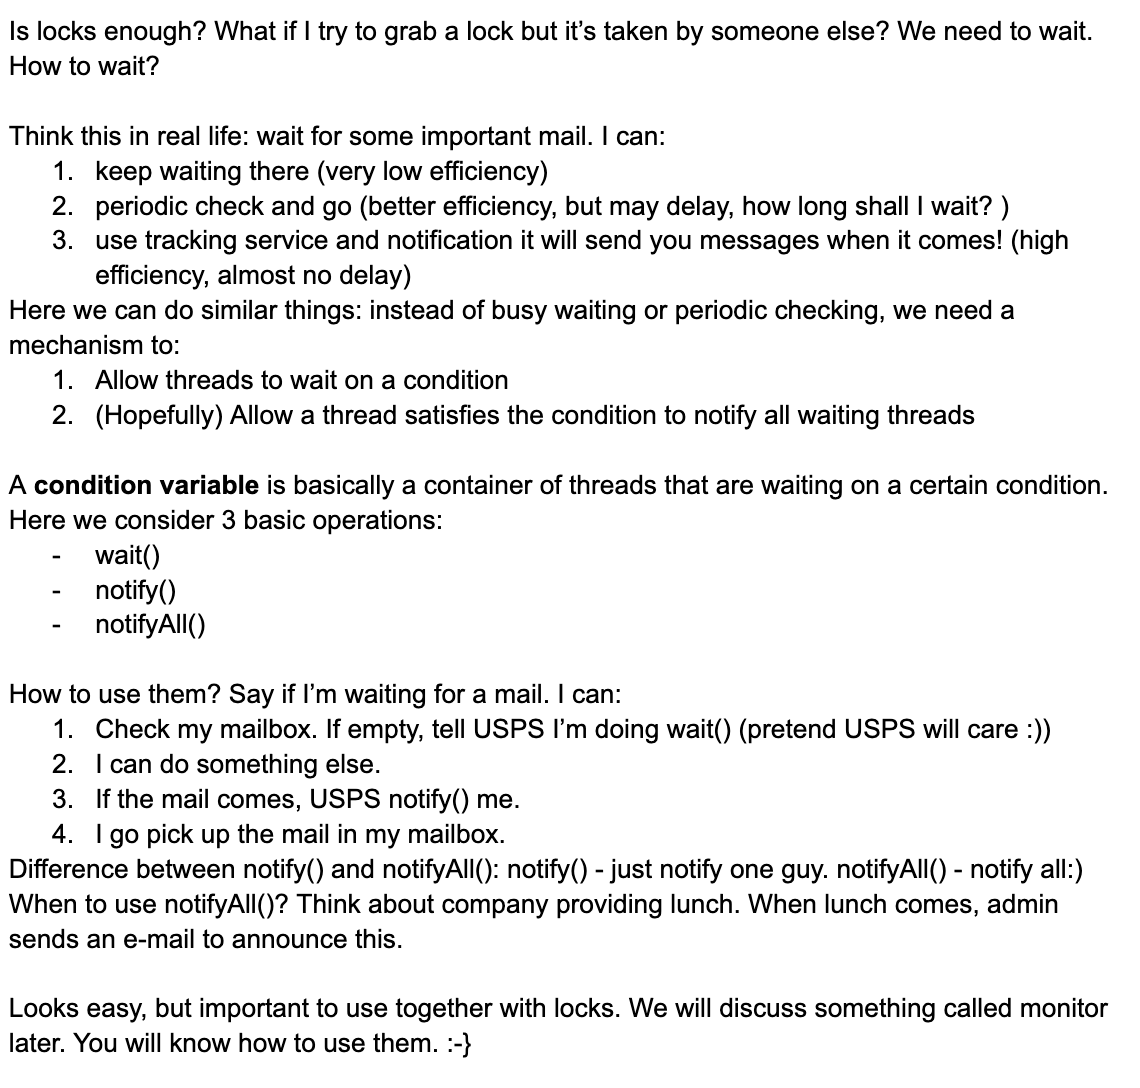 Is locks enough? What if I try to grab a lock but it’s taken by someone else? We need to wait.
How to wait?
Think this in real life: wait for some important mail. I can:
1. keep waiting there (very low efficiency)
2. periodic check and go (better efficiency, but may delay, how long shall I wait? )
3. use tracking service and notification it will send you messages when it comes! (high
efficiency, almost no delay)
Here we can do similar things: instead of busy waiting or periodic checking, we need a
mechanism to:
1. Allow threads to wait on a condition
2. (Hopefully) Allow a thread satisfies the condition to notify all waiting threads
A condition variable is basically a container of threads that are waiting on a certain condition.
Here we consider 3 basic operations:
- wait()
- notify()
- notifyAll()
How to use them? Say if I’m waiting for a mail. I can:
1. Check my mailbox. If empty, tell USPS I’m doing wait() (pretend USPS will care :))
2. I can do something else.
3. If the mail comes, USPS notify() me.
4. I go pick up the mail in my mailbox.
Difference between notify() and notifyAll(): notify() - just notify one guy. notifyAll() - notify all:)
When to use notifyAll()? Think about company providing lunch. When lunch comes, admin
sends an e-mail to announce this.
Looks easy, but important to use together with locks. We will discuss something called monitor
later. You will know how to use them. :-}